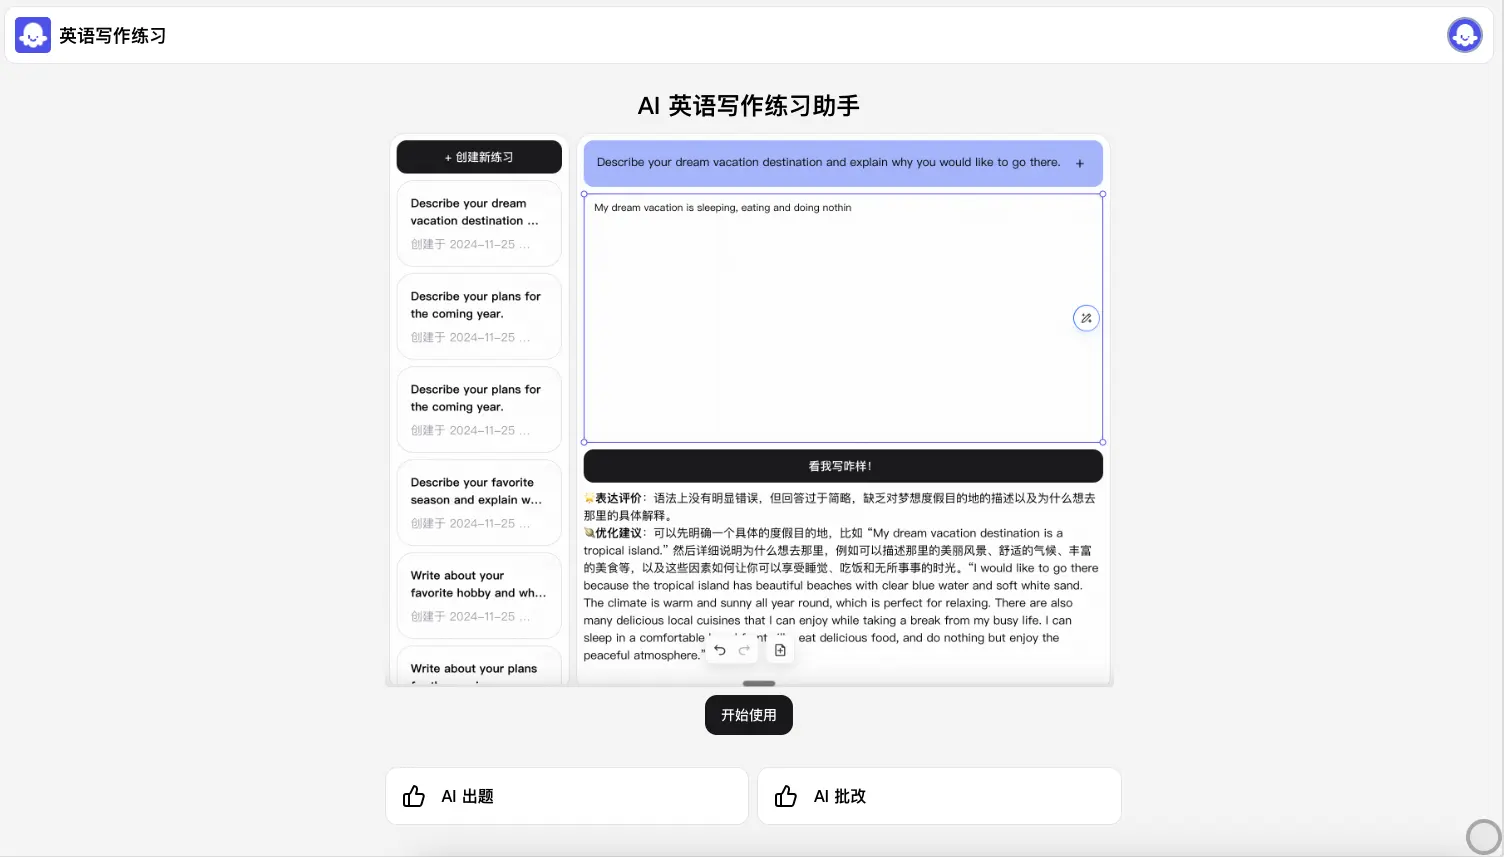 英语写作练习
AI 英语写作练习助手
+ 创建新练习
Describe your dream
vacation destination ...
创建于 2024-11-25 ...
Describe your plans for
the coming year.
创建于 2024-11-25 ...
Describe your plans for
the coming year.
创建于 2024-11-25 ...
Describe your favorite
season and explain w...
创建于 2024-11-25 ...
Write about your
favorite hobby and wh...
创建于 2024-11-25 ...
Write about your plans
Describe your dream vacation destination and explain why you would like to go there. +
My dream vacation is sleeping, eating and doing nothin
看我写咋样！
表达评价：语法上没有明显错误，但回答过于简略，缺乏对梦想度假目的地的描述以及为什么想去
那里的具体解释。
优化建议：可以先明确一个具体的度假目的地，比如“My dream vacation destination is a
tropical island.”然后详细说明为什么想去那里，例如可以描述那里的美丽风景、舒适的气候、丰富
的美食等，以及这些因素如何让你可以享受睡觉、吃饭和无所事事的时光。“I would like to go there
because the tropical island has beautiful beaches with clear blue water and soft white sand.
The climate is warm and sunny all year round, which is perfect for relaxing. There are also
many delicious local cuisines that I can enjoy while taking a break from my busy life. I can
sleep in a comfortable eat delicious food, and do nothing but enjoy the
peaceful atmosphere.”
开始使用
AI 出题
AI 批改